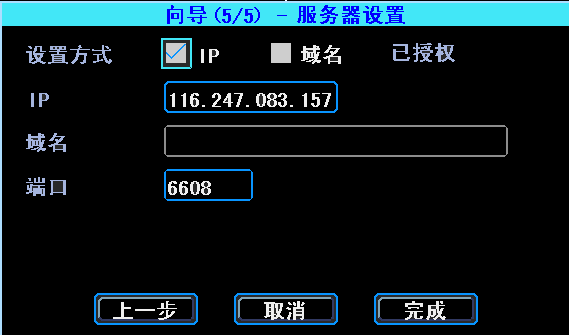 向导(5/5) - 服务器设置
设置方式 IP 域名 已授权
IP 116.247.083.157
域名
端口 6608
上一步 取消 完成